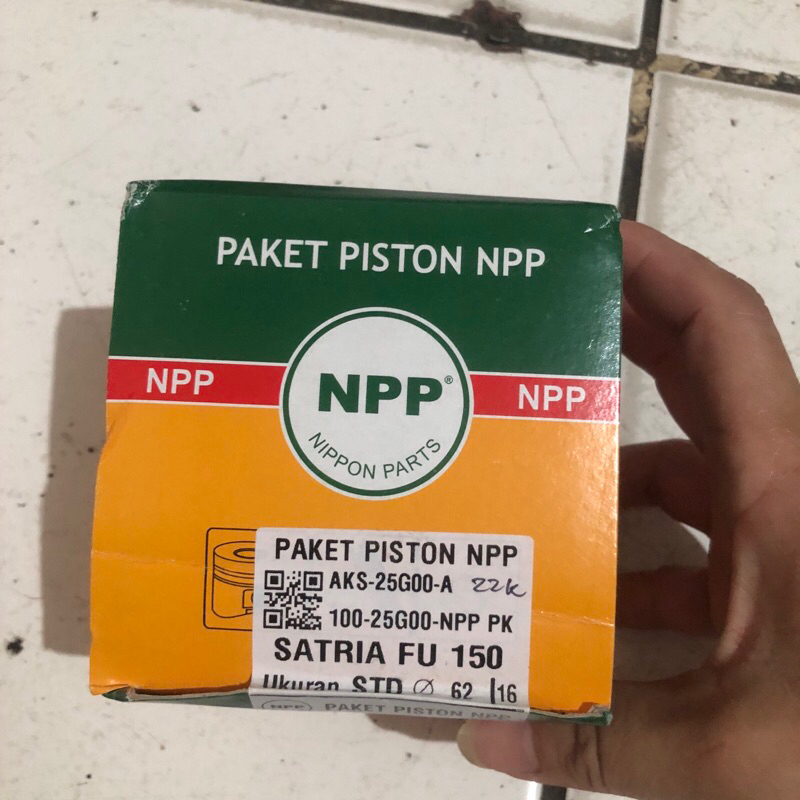 PAKET PISTON NPP
NPP NPP® NPP
NIPPON PARTS
PAKET PISTON NPP
AKS-25G00-A 22k
100-25G00-NPP PK
SATRIA FU 150
Ukuran STD Ø 62 |16
NPP PAKET PISTON NPP